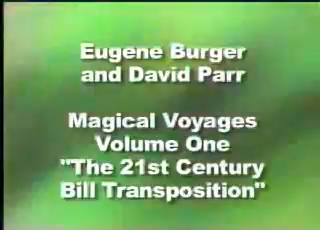 Eugene Burger
and David Parr
Magical Voyages
Volume One
"The 21st Century
Bill Transposition"